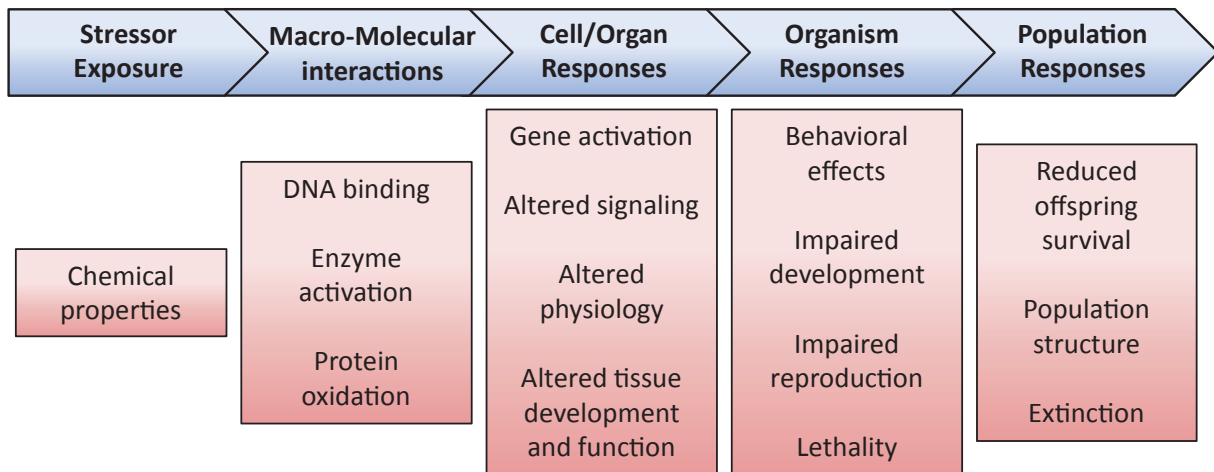 Stressor
Exposure
Macro-Molecular
interactions
Cell/Organ
Responses
Organism
Responses
Population
Responses
Chemical
properties
DNA binding
Enzyme
activation
Protein
oxidation
Gene activation
Altered signaling
Altered
physiology
Altered tissue
development
and function
Behavioral
effects
Impaired
development
Impaired
reproduction
Lethality
Reduced
offspring
survival
Population
structure
Extinction